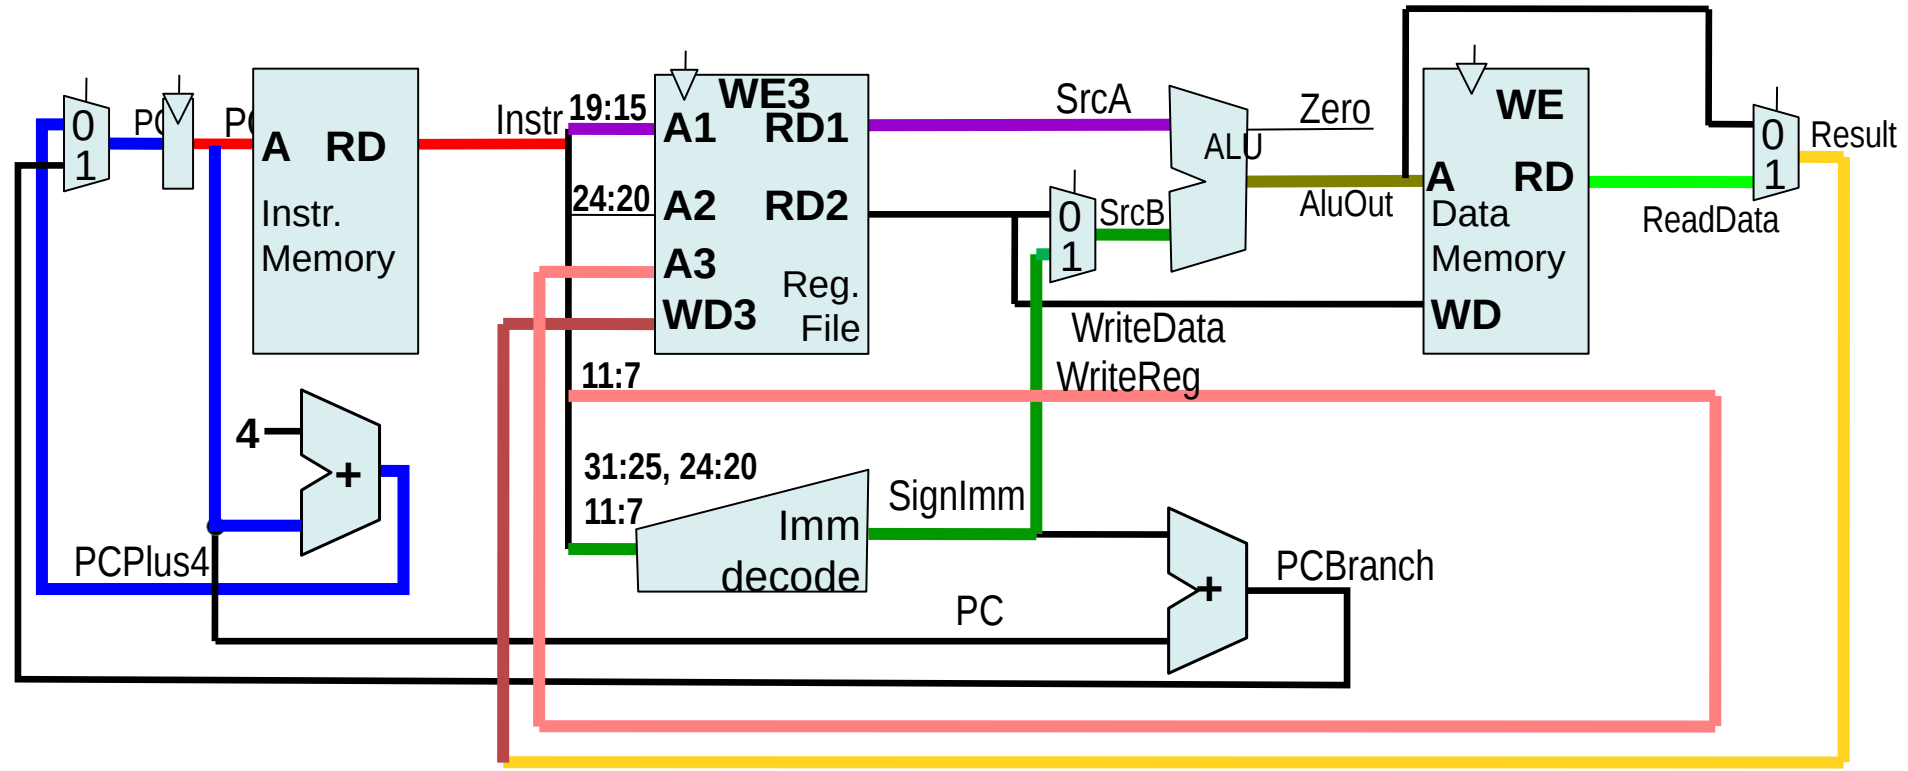 0
1
PC
PC
A RD
Instr.
Memory
Instr
19:15
24:20
WE3
A1 RD1
A2 RD2
A3
WD3
Reg.
File
SrcA
0
1
SrcB
ALU
Zero
AluOut
WE
A RD
Data
Memory
WD
0
1
Result
ReadData
WriteData
WriteReg
11:7
4
+
PCPlus4
31:25, 24:20
11:7
Imm
decode
SignImm
PC
+
PCBranch